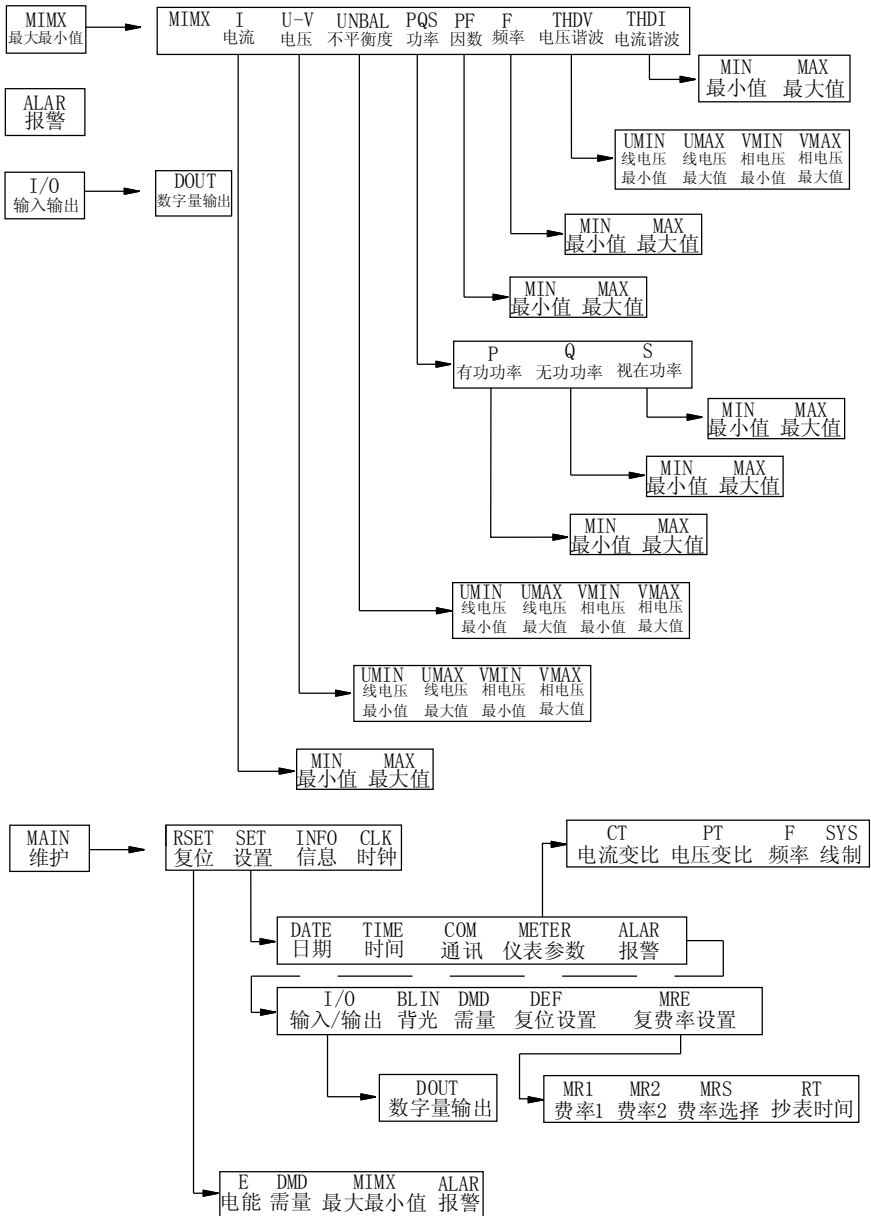 MIMX
最大最小值
MIMX I U-V UNBAL PQS PF F THDV THDI
电流 电压 不平衡度 功率 因数 频率 电压谐波 电流谐波
MIN MAX
最小值 最大值
ALAR
报警
UMIN UMAX VMIN VMAX
线电压 线电压 相电压 相电压
最小值 最大值 最小值 最大值
I/O
输入输出
DOUT
数字量输出
MIN MAX
最小值 最大值
MIN MAX
最小值 最大值
P Q S
有功功率 无功功率 视在功率
MIN MAX
最小值 最大值
MIN MAX
最小值 最大值
MIN MAX
最小值 最大值
UMIN UMAX VMIN VMAX
线电压 线电压 相电压 相电压
最小值 最大值 最小值 最大值
UMIN UMAX VMIN VMAX
线电压 线电压 相电压 相电压
最小值 最大值 最小值 最大值
MIN MAX
最小值 最大值
MAIN
维护
RSET SET INFO CLK
复位 设置 信息 时钟
CT PT F SYS
电流变比 电压变比 频率 线制
DATE TIME COM METER ALAR
日期 时间 通讯 仪表参数 报警
I/O BLIN DMD DEF MRE
输入/输出 背光 需量 复位设置 复费率设置
DOUT
数字量输出
MR1 MR2 MRS RT
费率1 费率2 费率选择 抄表时间
E DMD MIMX ALAR
电能 需量 最大最小值 报警